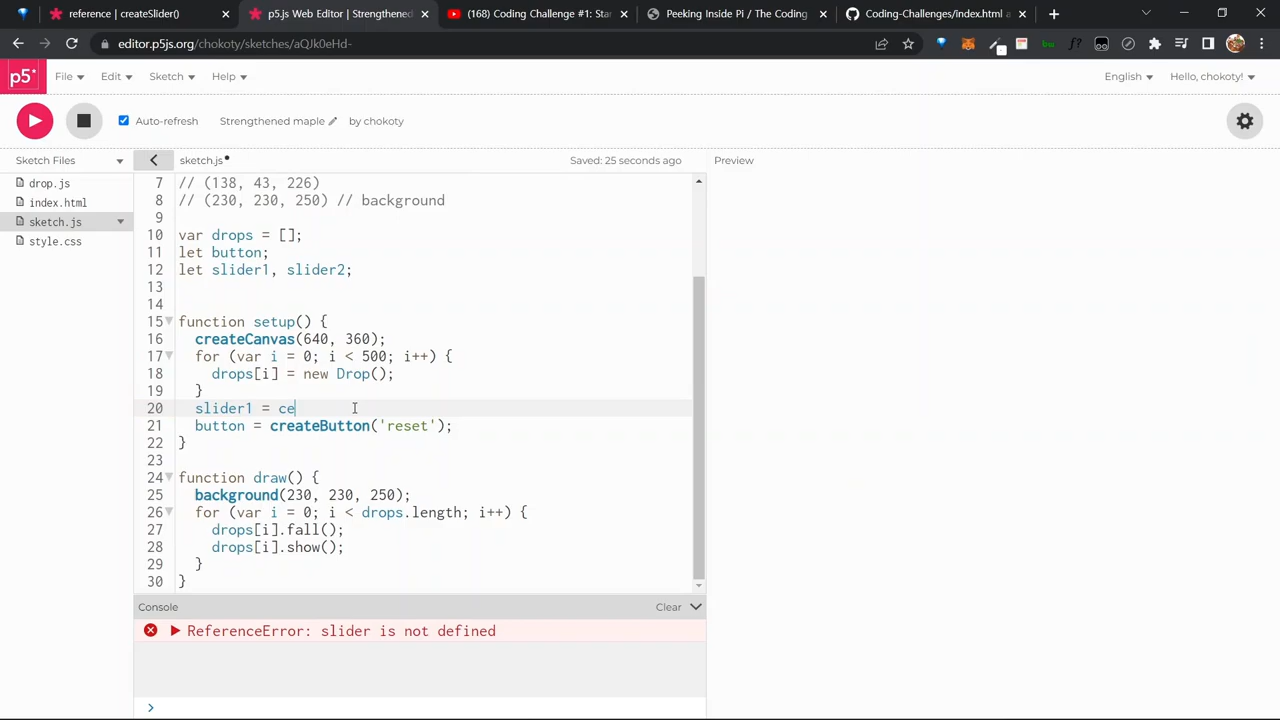 reference | createSlider()
p5.js Web Editor | Strengthened
(168) Coding Challenge #1: Star
Peeking Inside Pi / The Coding
Coding-Challenges/index.html a
editor.p5js.org/chokoty/sketches/aQJk0eHd-
p5*
File
Edit
Sketch
Help
English
Hello, chokoty!
Auto-refresh
Strengthened maple
by chokoty
Sketch Files
sketch.js
Saved: 25 seconds ago
Preview
drop.js
index.html
sketch.js
style.css
7 // (138, 43, 226)
8 // (230, 230, 250) // background
9
10 var drops = [];
11 let button;
12 let slider1, slider2;
13
14
15 function setup() {
16 createCanvas(640, 360);
17 for (var i = 0; i < 500; i++) {
18 drops[i] = new Drop();
19 }
20 slider1 = ce
21 button = createButton('reset');
22 }
23
24 function draw() {
25 background(230, 230, 250);
26 for (var i = 0; i < drops.length; i++) {
27 drops[i].fall();
28 drops[i].show();
29 }
30 }
Console
Clear
ReferenceError: slider is not defined
>